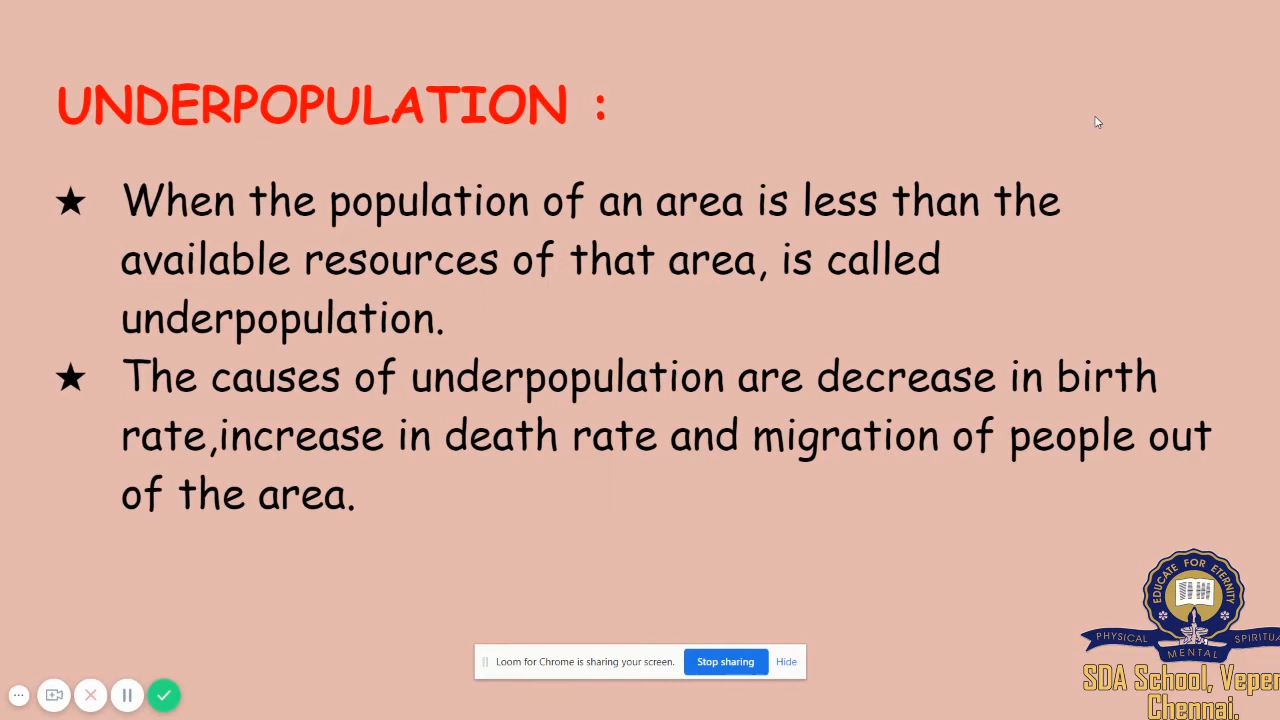 UNDERPOPULATION :
★ When the population of an area is less than the
available resources of that area, is called
underpopulation.
★ The causes of underpopulation are decrease in birth
rate,increase in death rate and migration of people out
of the area.
EDUCATE FOR ETERNITY
PHYSICAL
MENTAL
Loom for Chrome is sharing your screen. Stop sharing Hide
SDA School,
Chennai.